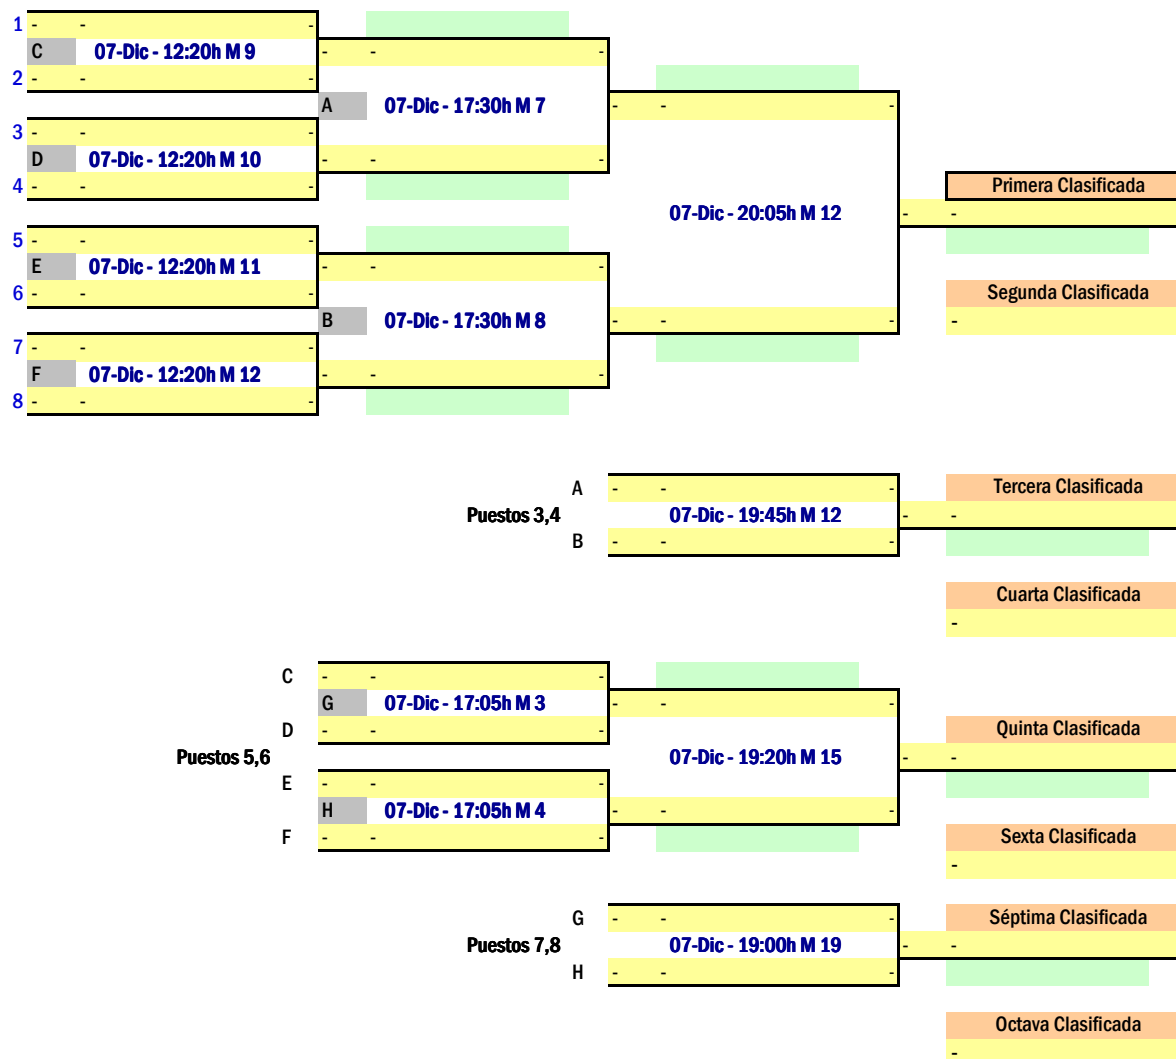 1 - - -
C 07-Dic - 12:20h M 9 - - -
2 - - -
A 07-Dic - 17:30h M 7 - - -
3 - - -
D 07-Dic - 12:20h M 10 - - -
4 - - - Primera Clasificada
07-Dic - 20:05h M 12 - -
5 - - -
E 07-Dic - 12:20h M 11 - - -
6 - - - Segunda Clasificada
B 07-Dic - 17:30h M 8 - - - -
7 - - -
F 07-Dic - 12:20h M 12 - - -
8 - - -
A - - - Tercera Clasificada
Puestos 3,4 07-Dic - 19:45h M 12 - -
B - - -
Cuarta Clasificada
-
C - - -
G 07-Dic - 17:05h M 3 - - -
D - - - Quinta Clasificada
Puestos 5,6 07-Dic - 19:20h M 15 - -
E - - -
H 07-Dic - 17:05h M 4 - - -
F - - - Sexta Clasificada
-
G - - - Séptima Clasificada
Puestos 7,8 07-Dic - 19:00h M 19 - -
H - - -
Octava Clasificada
-